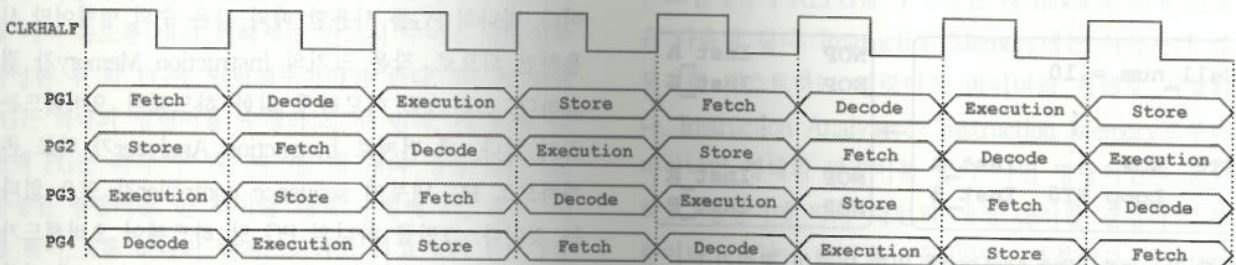 CLKHALF
PG1 Fetch Decode Execution Store Fetch Decode Execution Store
PG2 Store Fetch Decode Execution Store Fetch Decode Execution
PG3 Execution Store Fetch Decode Execution Store Fetch Decode
PG4 Decode Execution Store Fetch Decode Execution Store Fetch